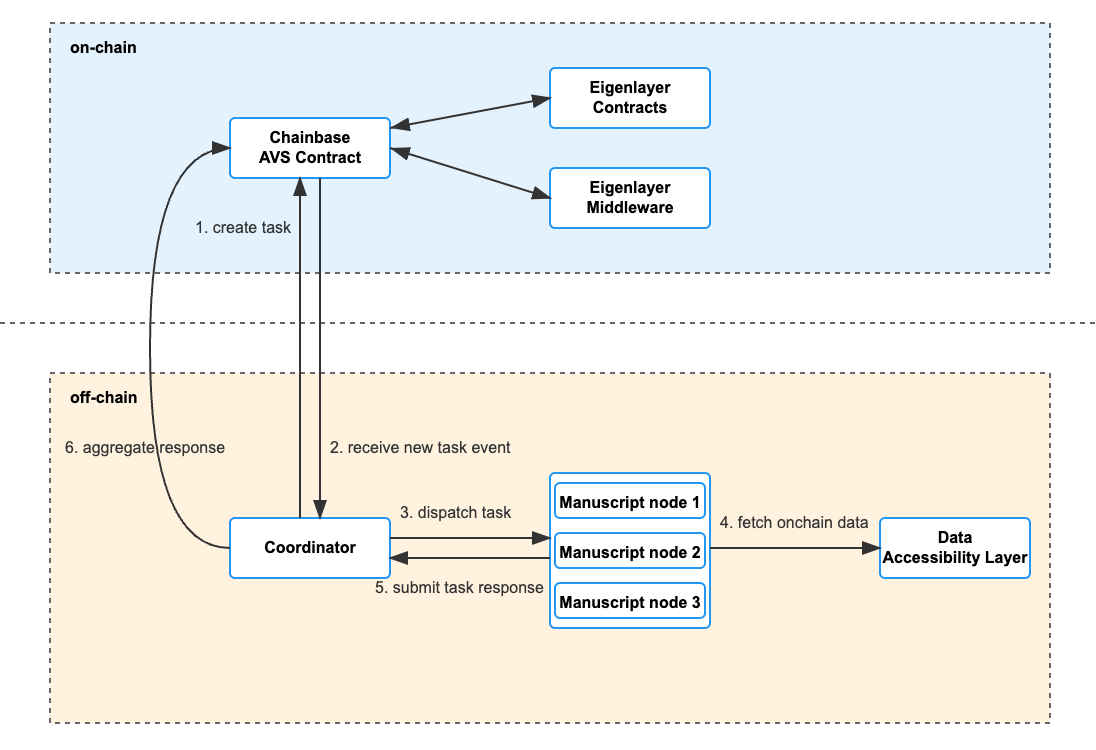 on-chain
Eigenlayer
Contracts
Chainbase
AVS Contract
Eigenlayer
Middleware
1. create task
off-chain
6. aggregate response
2. receive new task event
Coordinator
3. dispatch task
5. submit task response
Manuscript node 1
Manuscript node 2
Manuscript node 3
4. fetch onchain data
Data
Accessibility Layer